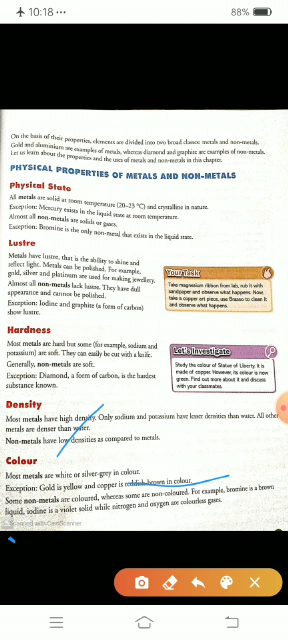 10:18 •••
88%
On the basis of their properties, elements are divided into two broad classes: metals and non-metals.
Gold and aluminium are examples of metals, whereas diamond and graphite are examples of non-metals.
Let us learn about the properties and the uses of metals and non-metals in this chapter.
PHYSICAL PROPERTIES OF METALS AND NON-METALS
Physical State
All metals are solid at room temperature (20–25 °C) and crystalline in nature.
Exception: Mercury exists in the liquid state at room temperature.
Almost all non-metals are solids or gases.
Exception: Bromine is the only non-metal that exists in the liquid state.
Lustre
Metals have lustre, that is the ability to shine and
reflect light. Metals can be polished. For example,
gold, silver and platinum are used for making jewellery.
Almost all non-metals lack lustre. They have dull
appearance and cannot be polished.
Exception: Iodine and graphite (a form of carbon)
show lustre.
Your Task
Take magnesium ribbon from lab, rub it with
sandpaper and observe what happens. Now
take a copper art piece, use Brasso to clean it
and observe what happens.
Hardness
Most metals are hard but some (for example, sodium and
potassium) are soft. They can easily be cut with a knife.
Generally, non-metals are soft.
Exception: Diamond, a form of carbon, is the hardest
substance known.
Let's Investigate
Study the colour of Statue of Liberty. It is
made of copper. However, its colour is now
green. Find out more about it and discuss
with your classmates.
Density
Most metals have high density. Only sodium and potassium have lesser densities than water. All other
metals are denser than water.
Non-metals have low densities as compared to metals.
Colour
Most metals are white or silver-grey in colour.
Exception: Gold is yellow and copper is reddish-brown in colour.
Some non-metals are coloured, whereas some are non-coloured. For example, bromine is a brown
liquid, iodine is a violet solid while nitrogen and oxygen are colourless gases.
Scanned with CamScanner